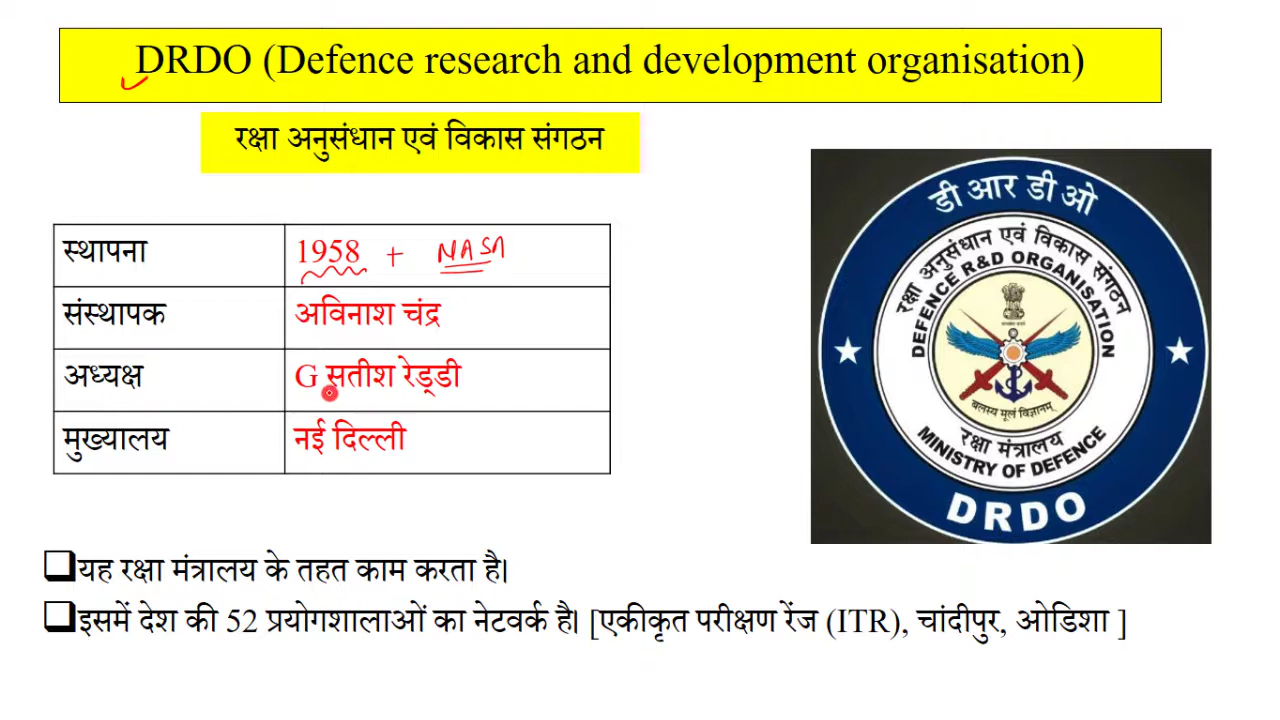 DRDO (Defence research and development organisation)
रक्षा अनुसंधान एवं विकास संगठन
स्थापना 1958 + NASA
संस्थापक अविनाश चंद्र
अध्यक्ष G सतीश रेड्डी
मुख्यालय नई दिल्ली
डी आर डी ओ
रक्षा अनुसंधान एवं विकास संगठन
DEFENCE R&D ORGANISATION
बलस्य मूलं विज्ञानम्
रक्षा मंत्रालय
MINISTRY OF DEFENCE
DRDO
यह रक्षा मंत्रालय के तहत काम करता है।
इसमें देश की 52 प्रयोगशालाओं का नेटवर्क है। [एकीकृत परीक्षण रेंज (ITR), चांदीपुर, ओडिशा ]